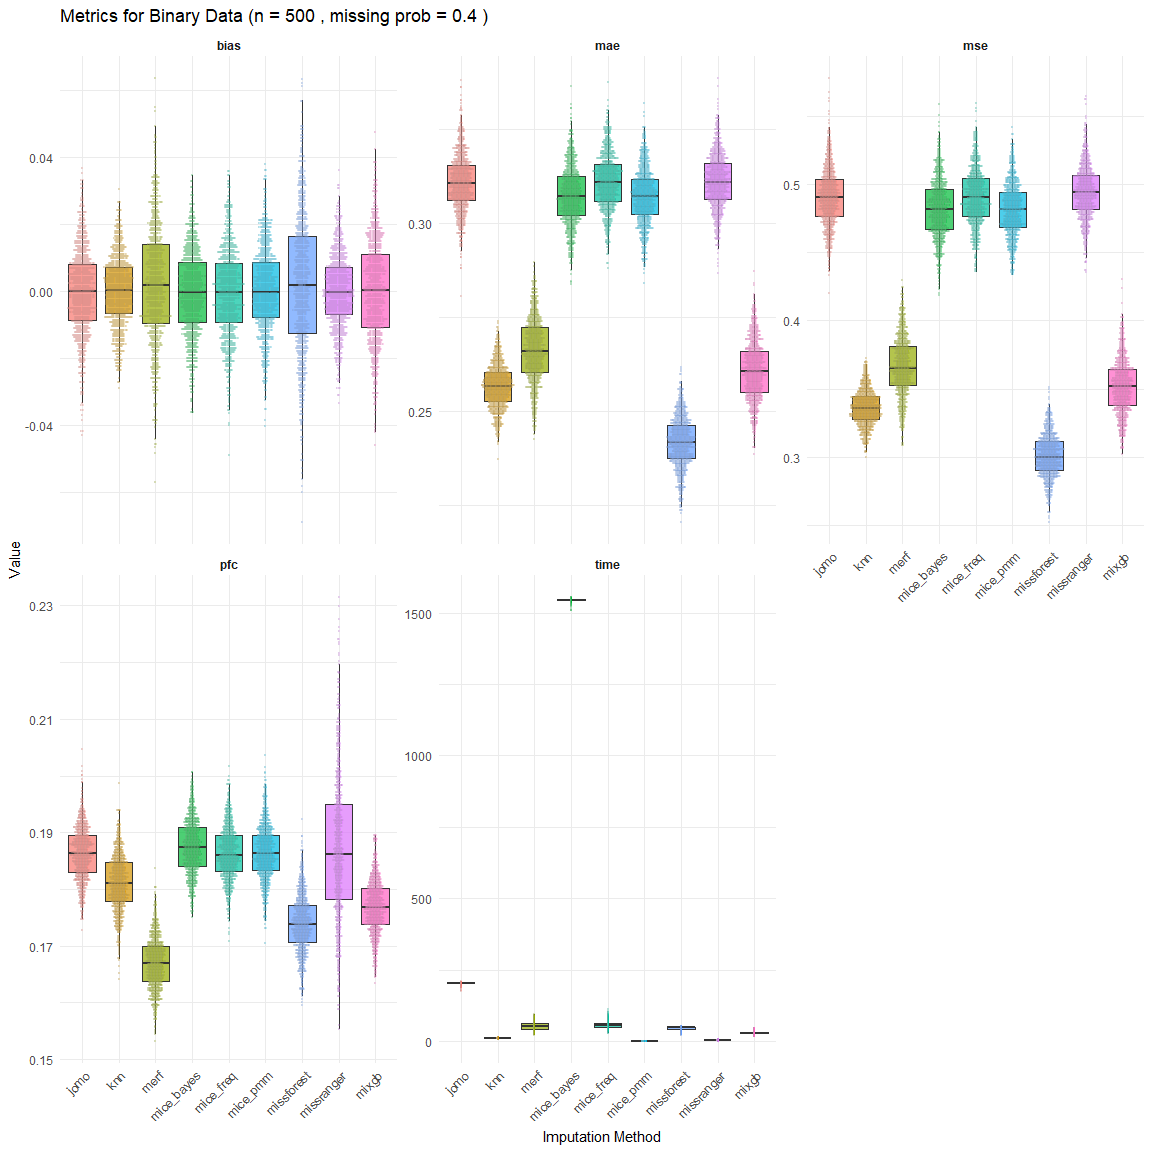 Metrics for Binary Data (n = 500 , missing prob = 0.4 )
bias
mae
mse
0.04
0.00
-0.04
0.30
0.25
0.5
0.4
0.3
jomo
knn
merf
mice_bayes
mice_freq
mice_pmm
missforest
missranger
mixgb
Value
pfc
time
0.23
0.21
0.19
0.17
0.15
1500
1000
500
0
jomo
knn
merf
mice_bayes
mice_freq
mice_pmm
missforest
missranger
mixgb
jomo
knn
merf
mice_bayes
mice_freq
mice_pmm
missforest
missranger
mixgb
Imputation Method